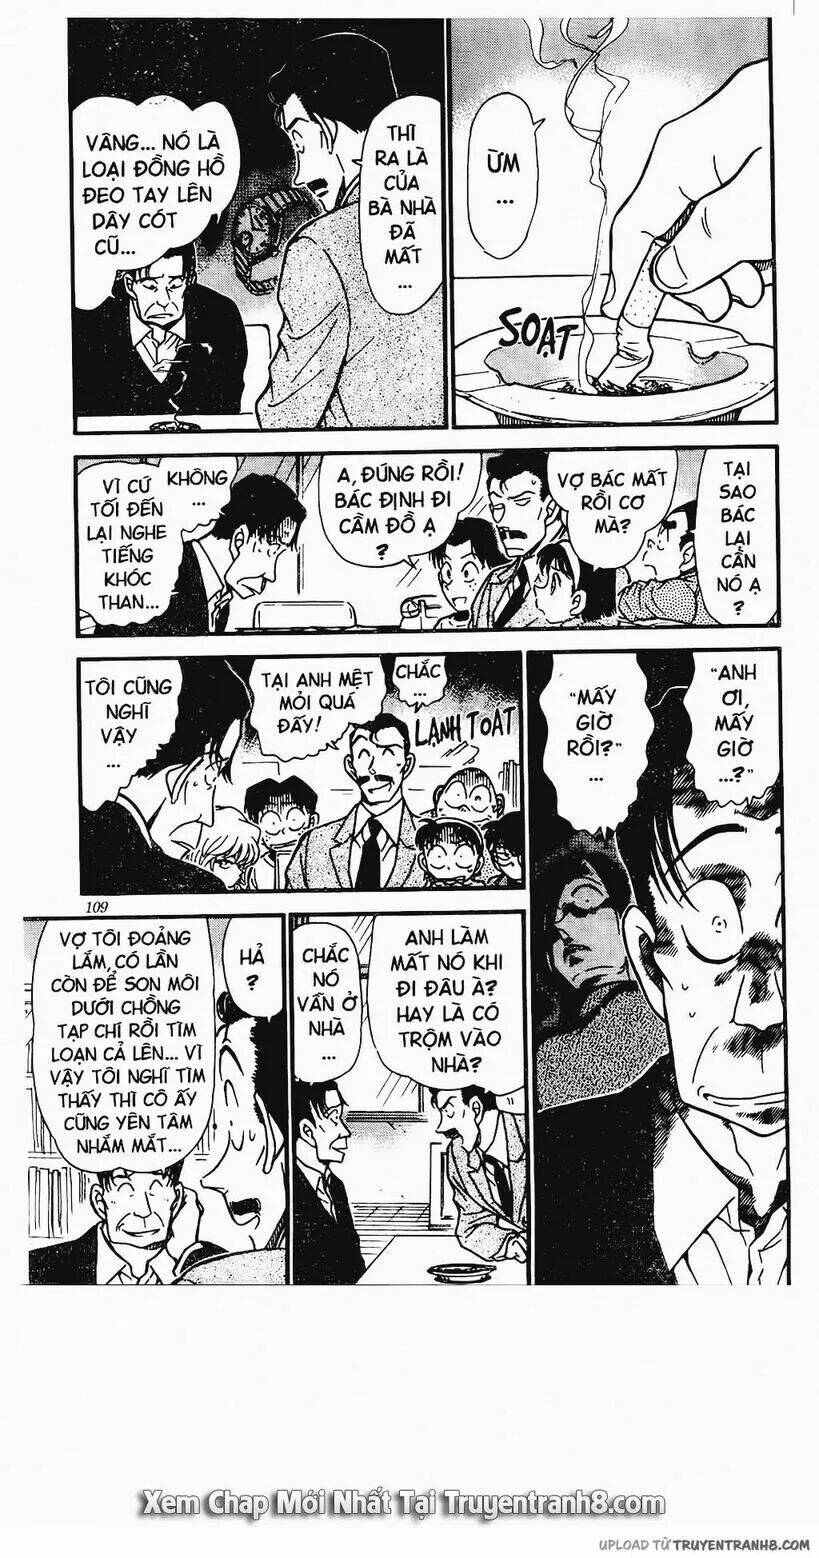 ỪM
...
SOẠT
THÌ
RA LÀ
CỦA
BÀ NHÀ
ĐÃ
MẤT
...
VÂNG... NÓ LÀ
LOẠI ĐỒNG HỒ
ĐEO TAY LÊN
DÂY CÓT
CŨ...
TẠI
SAO
BÁC
LẠI
CẦN
NÓ Ạ
?
VỢ BÁC MẤT
RỒI CƠ
MÀ?
A, ĐÚNG RỒI!
BÁC ĐỊNH ĐI
CẦM ĐỒ Ạ
?
KHÔNG
...
VÌ CỨ
TỐI ĐẾN
LẠI NGHE
TIẾNG
KHÓC
THAN...
"ANH
ƠI,
MẤY
GIỜ
...?"
"MẤY
GIỜ
RỒI?"
...
CHẮC
...
TẠI ANH MỆT
MỎI QUÁ
ĐẤY!
LẠNH TOÁT
TÔI CŨNG
NGHĨ
VẬY
...
109
ANH LÀM
MẤT NÓ KHI
ĐI ĐÂU À?
HAY LÀ CÓ
TRỘM VÀO
NHÀ?
CHẮC
NÓ
VẪN Ở
NHÀ
...
HẢ
?
VỢ TÔI ĐOẢNG
LẮM, CÓ LẦN
CÒN ĐỂ SON MÔI
DƯỚI CHỒNG
TẠP CHÍ RỒI TÌM
LOẠN CẢ LÊN... VÌ
VẬY TÔI NGHĨ TÌM
THẤY THÌ CÔ ẤY
CŨNG YÊN TÂM
NHẮM MẮT...
Xem Chap Mới Nhất Tại Truyentranh8.com
UPLOAD TỪ TRUYENTRANH8.COM